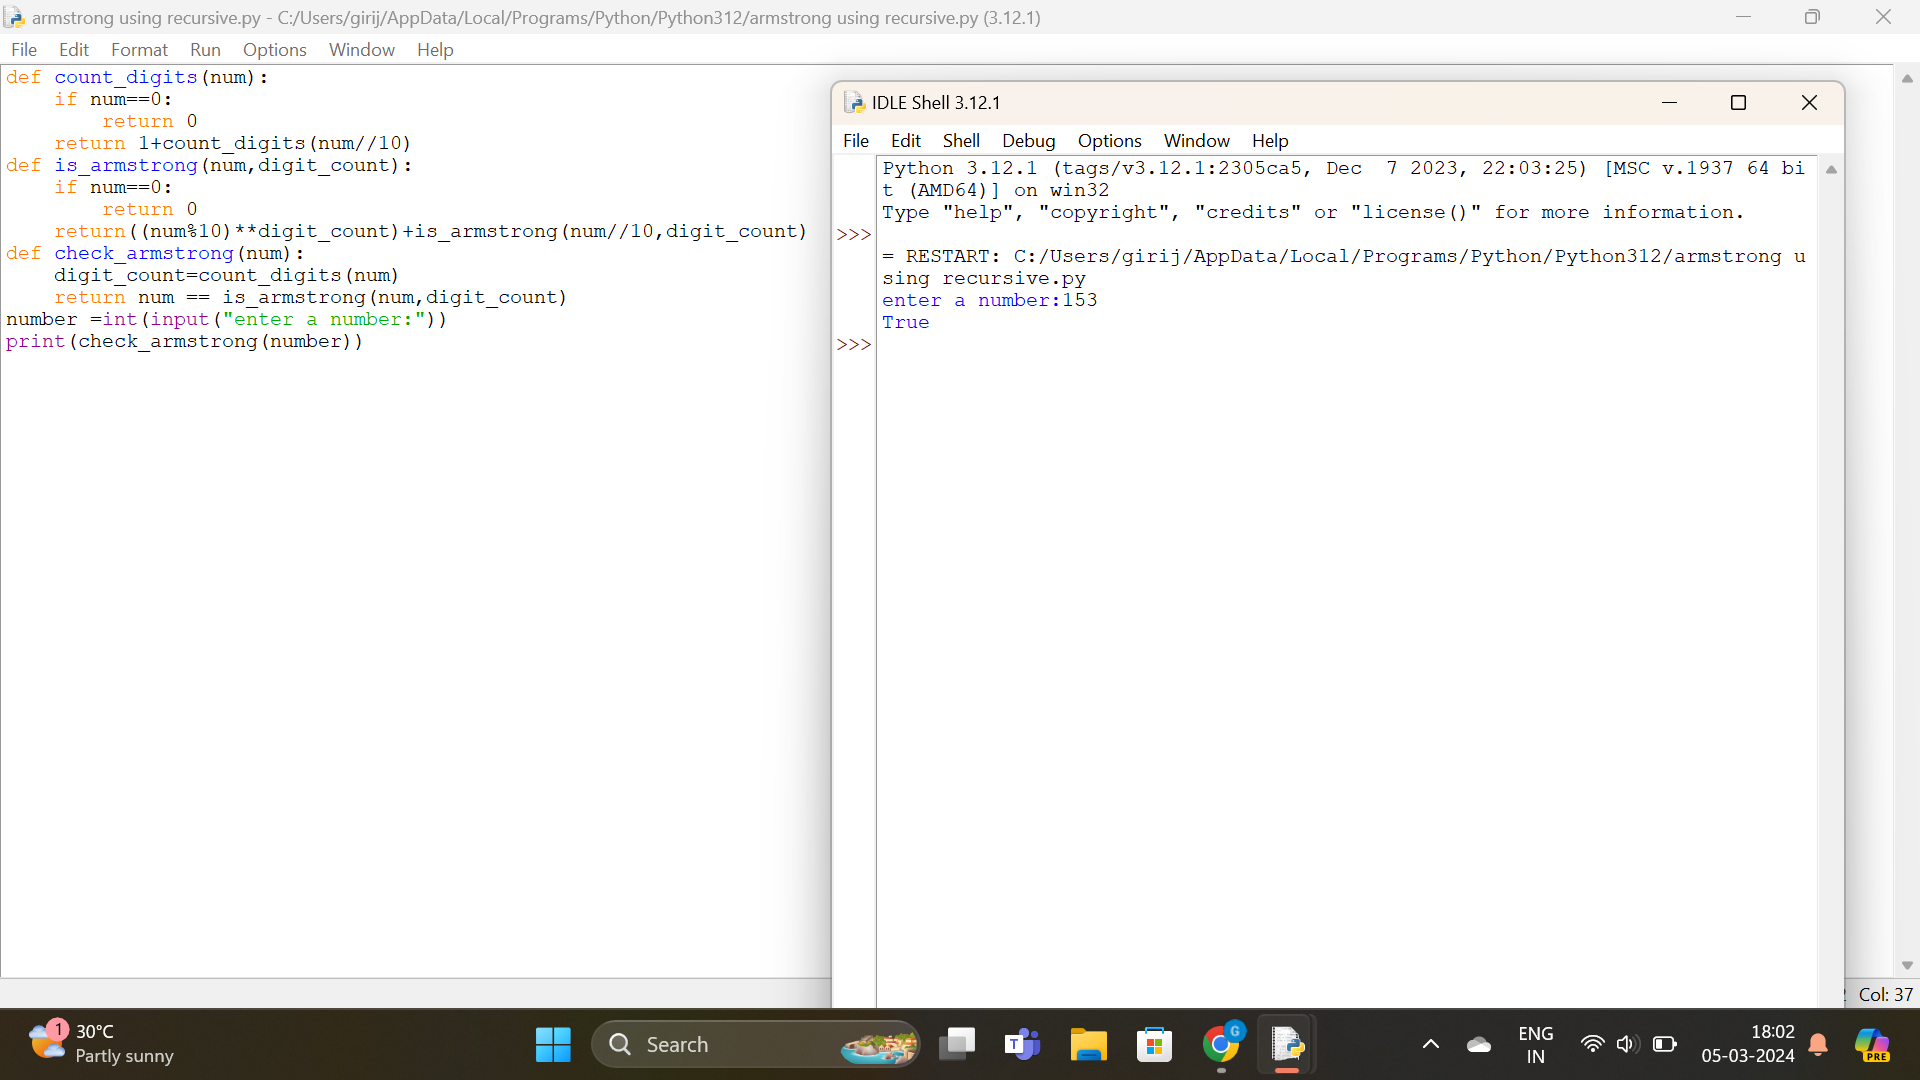 armstrong using recursive.py - C:/Users/girij/AppData/Local/Programs/Python/Python312/armstrong using recursive.py (3.12.1)
File Edit Format Run Options Window Help
def count_digits(num):
    if num==0:
        return 0
    return 1+count_digits(num//10)
def is_armstrong(num,digit_count):
    if num==0:
        return 0
    return((num%10)**digit_count)+is_armstrong(num//10,digit_count)
def check_armstrong(num):
    digit_count=count_digits(num)
    return num == is_armstrong(num,digit_count)
number =int(input("enter a number:"))
print(check_armstrong(number))
IDLE Shell 3.12.1
File Edit Shell Debug Options Window Help
Python 3.12.1 (tags/v3.12.1:2305ca5, Dec  7 2023, 22:03:25) [MSC v.1937 64 bi
t (AMD64)] on win32
Type "help", "copyright", "credits" or "license()" for more information.
>>>
= RESTART: C:/Users/girij/AppData/Local/Programs/Python/Python312/armstrong u
sing recursive.py
enter a number:153
True
>>>
Col: 37
1
30°C
Partly sunny
Search
T
G
ENG
IN
18:02
05-03-2024
PRE